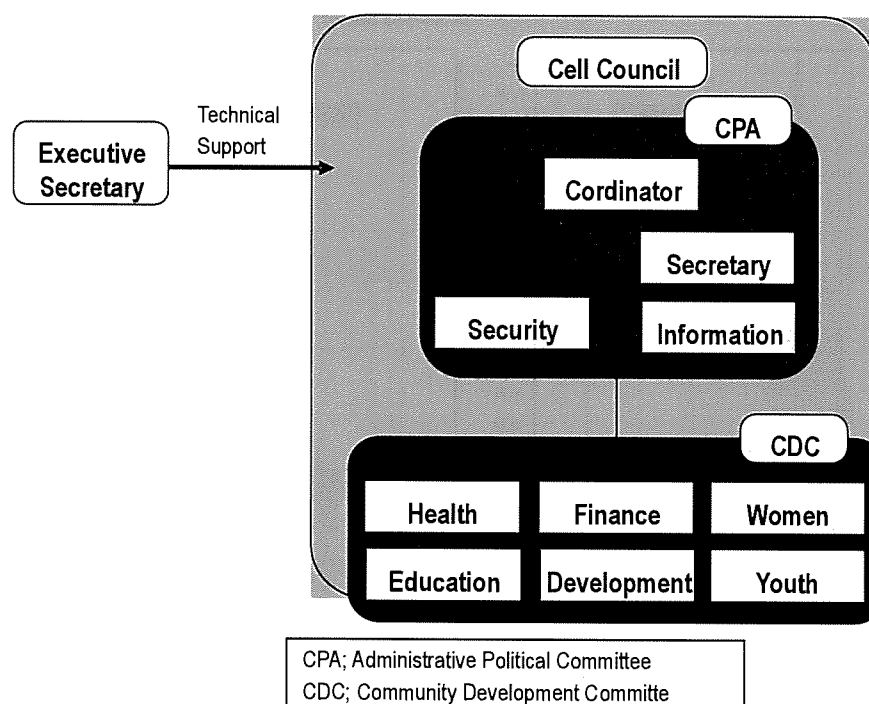 Cell Council
CPA
Technical
Support
Executive
Secretary
Cordinator
Secretary
Security
Information
CDC
Health
Finance
Women
Education
Development
Youth
CPA; Administrative Political Committee
CDC; Community Development Committe